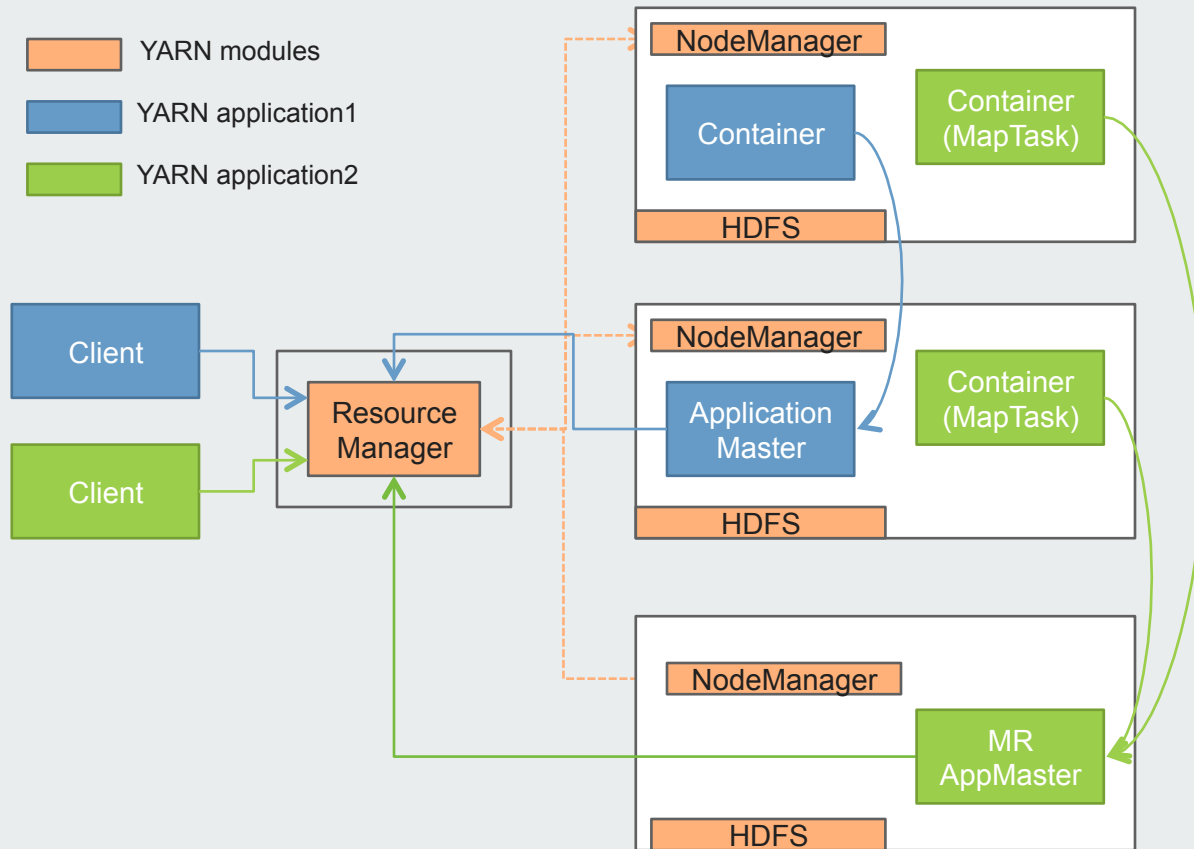 YARN modules
YARN application1
YARN application2
NodeManager
Container
Container
(MapTask)
HDFS
Client
Client
Resource
Manager
NodeManager
Application
Master
Container
(MapTask)
HDFS
NodeManager
MR
AppMaster
HDFS